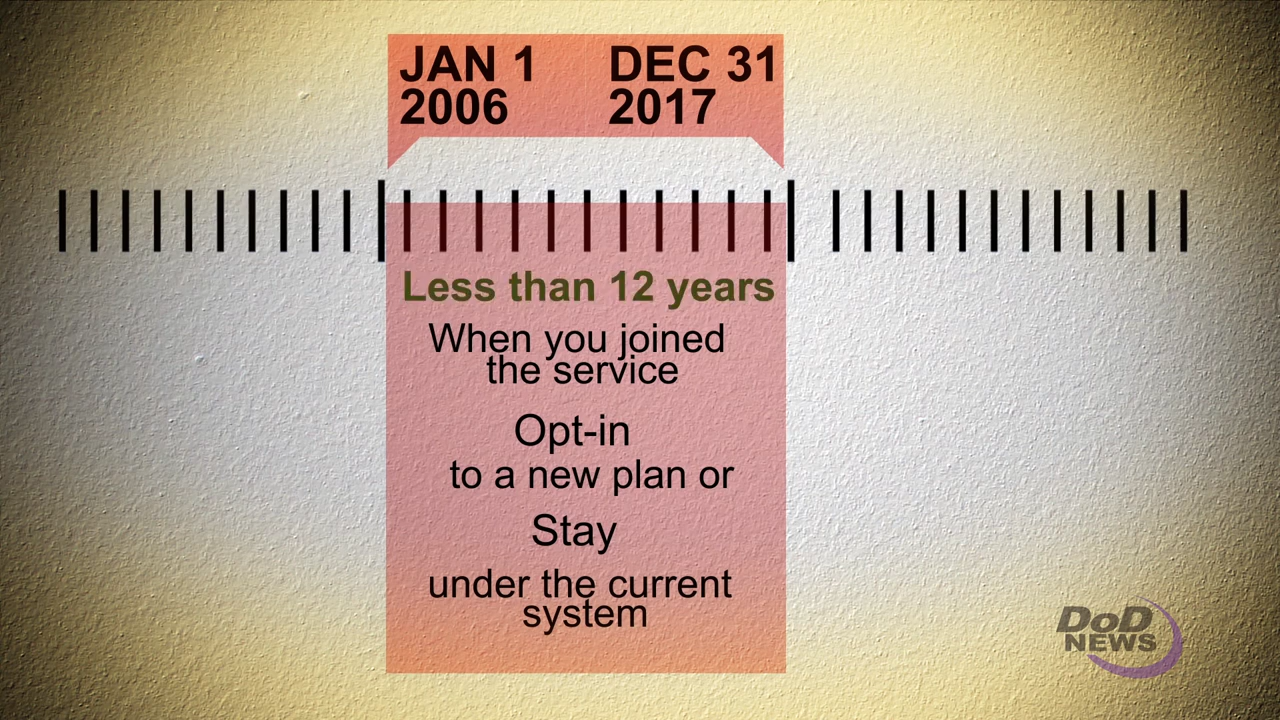 JAN 1 DEC 31
2006 2017
Less than 12 years
When you joined
the service
Opt-in
to a new plan or
Stay
under the current
system
DoD
NEWS